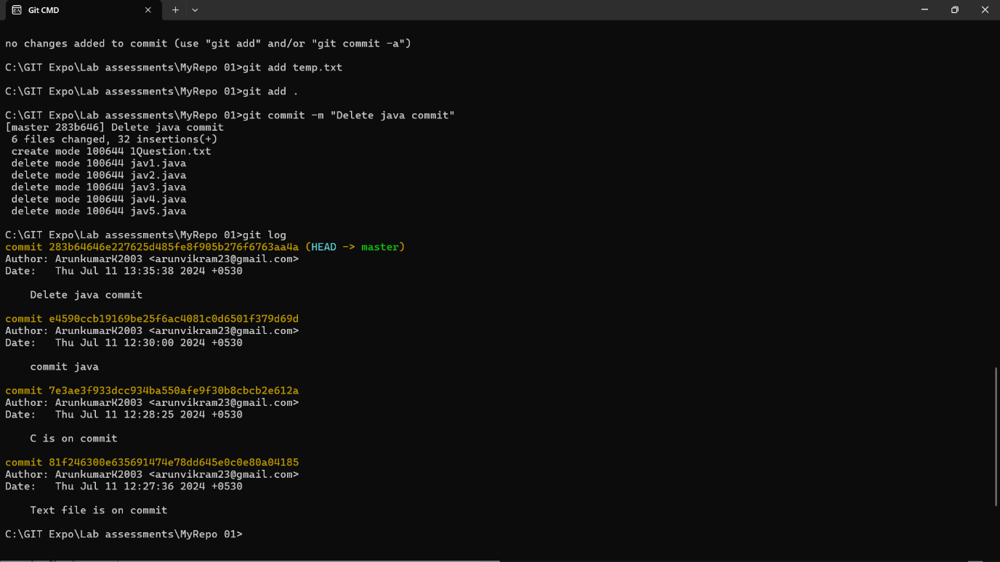 Git CMD
no changes added to commit (use "git add" and/or "git commit -a")
C:\GIT Expo\Lab assessments\MyRepo 01>git add temp.txt
C:\GIT Expo\Lab assessments\MyRepo 01>git add .
C:\GIT Expo\Lab assessments\MyRepo 01>git commit -m "Delete java commit"
[master 283b646] Delete java commit
 6 files changed, 32 insertions(+)
 create mode 100644 1Question.txt
 delete mode 100644 jav1.java
 delete mode 100644 jav2.java
 delete mode 100644 jav3.java
 delete mode 100644 jav4.java
 delete mode 100644 jav5.java
C:\GIT Expo\Lab assessments\MyRepo 01>git log
commit 283b64646e227625d485fe8f905b276f6763aa4a (HEAD -> master)
Author: ArunkumarK2003 <arunvikram23@gmail.com>
Date:   Thu Jul 11 13:35:38 2024 +0530
    Delete java commit
commit e4590ccb19169be25f6ac4081c0d6501f379d69d
Author: ArunkumarK2003 <arunvikram23@gmail.com>
Date:   Thu Jul 11 12:30:00 2024 +0530
    commit java
commit 7e3ae3f933dcc934ba550afe9f30b8cbcb2e612a
Author: ArunkumarK2003 <arunvikram23@gmail.com>
Date:   Thu Jul 11 12:28:25 2024 +0530
    C is on commit
commit 81f246300e635691474e78dd645e0c0e80a04185
Author: ArunkumarK2003 <arunvikram23@gmail.com>
Date:   Thu Jul 11 12:27:36 2024 +0530
    Text file is on commit
C:\GIT Expo\Lab assessments\MyRepo 01>